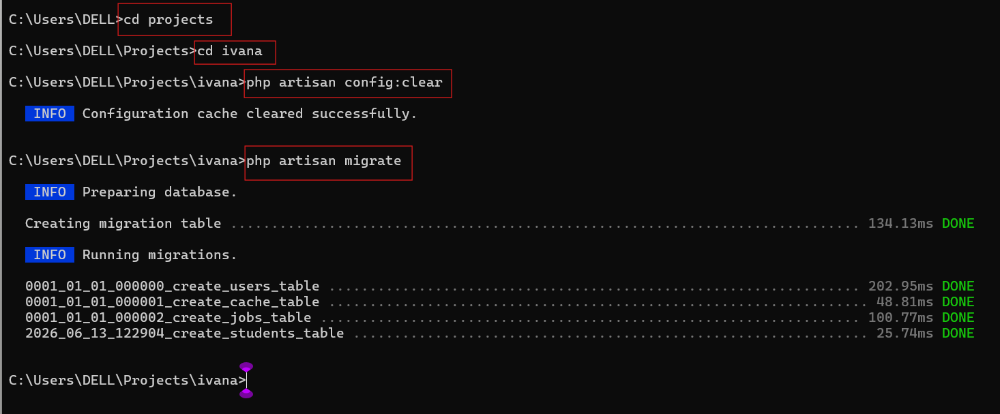 C:\Users\DELL>cd projects
C:\Users\DELL\Projects>cd ivana
C:\Users\DELL\Projects\ivana>php artisan config:clear
INFO Configuration cache cleared successfully.
C:\Users\DELL\Projects\ivana>php artisan migrate
INFO Preparing database.
Creating migration table ............................................................................. 134.13ms DONE
INFO Running migrations.
0001_01_01_000000_create_users_table ................................................................. 202.95ms DONE
0001_01_01_000001_create_cache_table .................................................................. 48.81ms DONE
0001_01_01_000002_create_jobs_table .................................................................. 100.77ms DONE
2026_06_13_122904_create_students_table ............................................................... 25.74ms DONE
C:\Users\DELL\Projects\ivana>